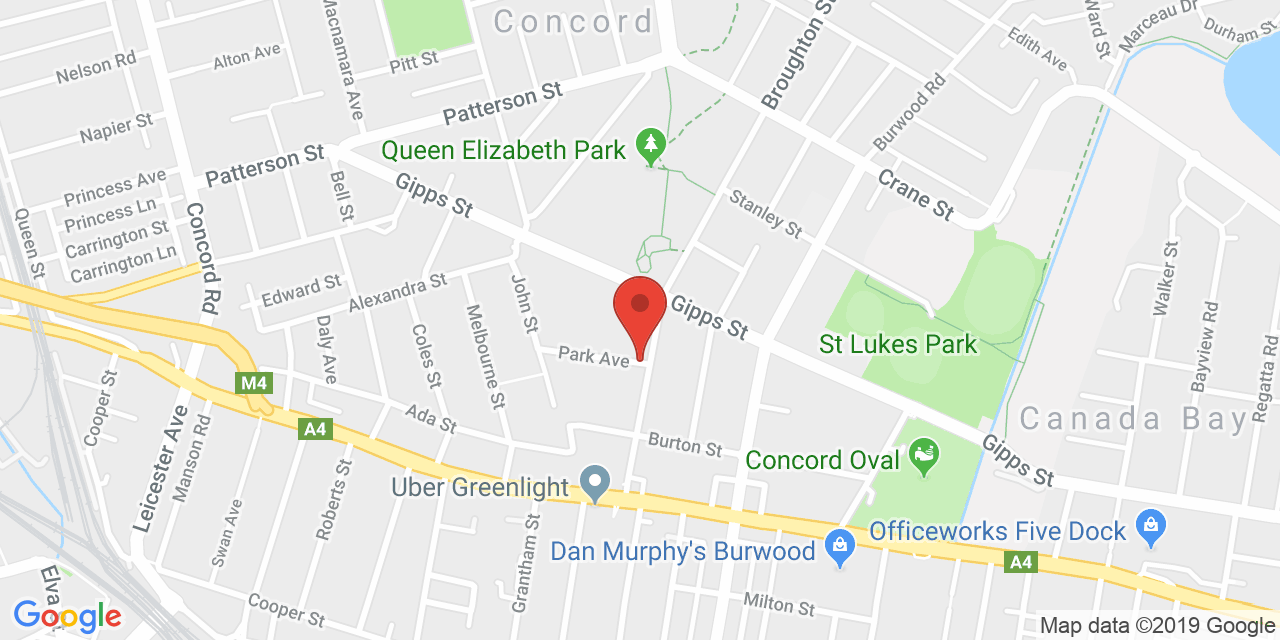 Concord
Macnamara Ave
Nelson Rd
Alton Ave
Pitt St
Napier St
Patterson St
Broughton St
Burwood Rd
Edith Ave
Ward St
Marceau Dr
Durham St
Queen Elizabeth Park
Patterson St
Princess Ave
Princess Ln
Carrington St
Carrington Ln
Bell St
Gipps St
Stanley St
Crane St
Queen St
Concord Rd
Edward St
Alexandra St
John St
Melbourne St
Coles St
Daly Ave
Park Ave
Gipps St
St Lukes Park
Walker St
Bayview Rd
Regatta Rd
Canada Bay
M4
A4
Ada St
Burton St
Concord Oval
Gipps St
Cooper St
Leicester Ave
Manson Rd
Roberts St
Swan Ave
Uber Greenlight
Grantham St
Dan Murphy's Burwood
Officeworks Five Dock
A4
Elva
Cooper St
Milton St
Google
Map data ©2019 Google